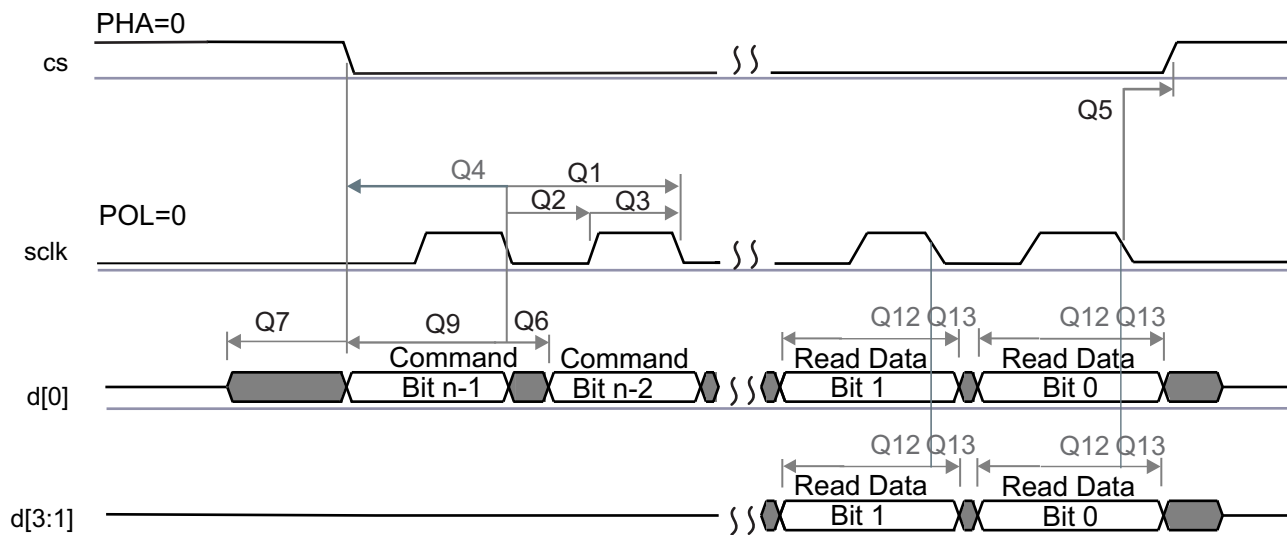 PHA=0
cs
Q5
Q4 Q1
Q2 Q3
POL=0
sclk
Q7 Q9 Q6 Q12 Q13 Q12 Q13
Command Command Read Data Read Data
d[0] Bit n-1 Bit n-2 Bit 1 Bit 0
Q12 Q13 Q12 Q13
Read Data Read Data
d[3:1] Bit 1 Bit 0